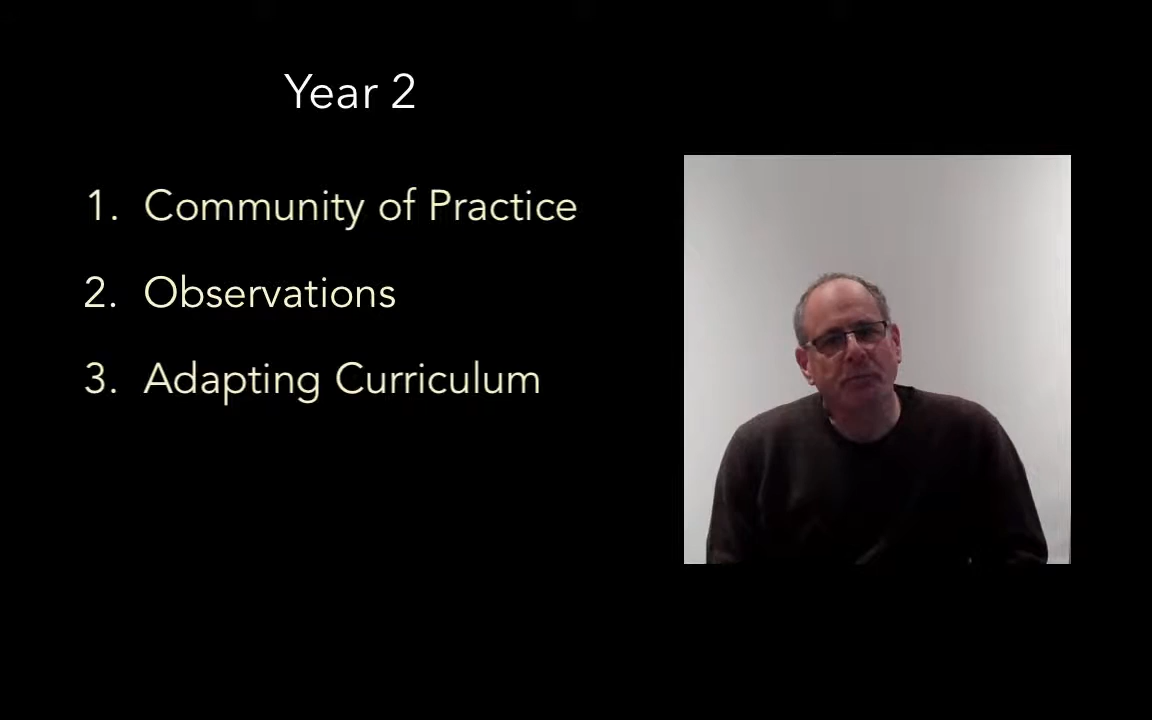 Year 2
1. Community of Practice
2. Observations
3. Adapting Curriculum